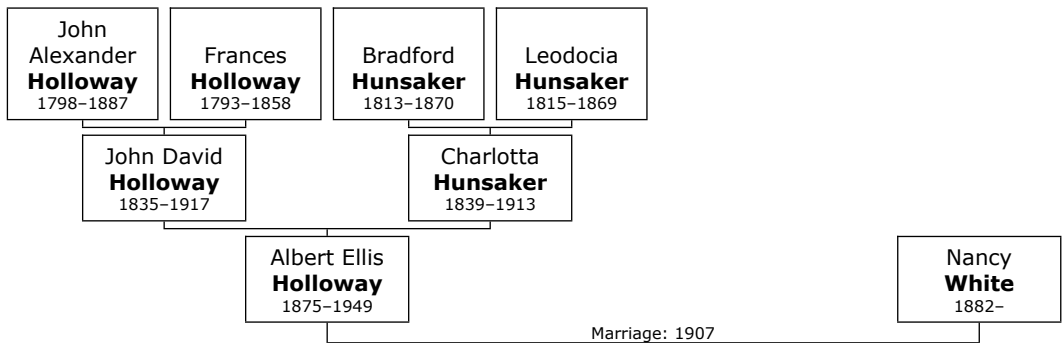 John
Alexander
Holloway
1798–1887
Frances
Holloway
1793–1858
Bradford
Hunsaker
1813–1870
Leodocia
Hunsaker
1815–1869
John David
Holloway
1835–1917
Charlotta
Hunsaker
1839–1913
Albert Ellis
Holloway
1875–1949
Nancy
White
1882–
Marriage: 1907